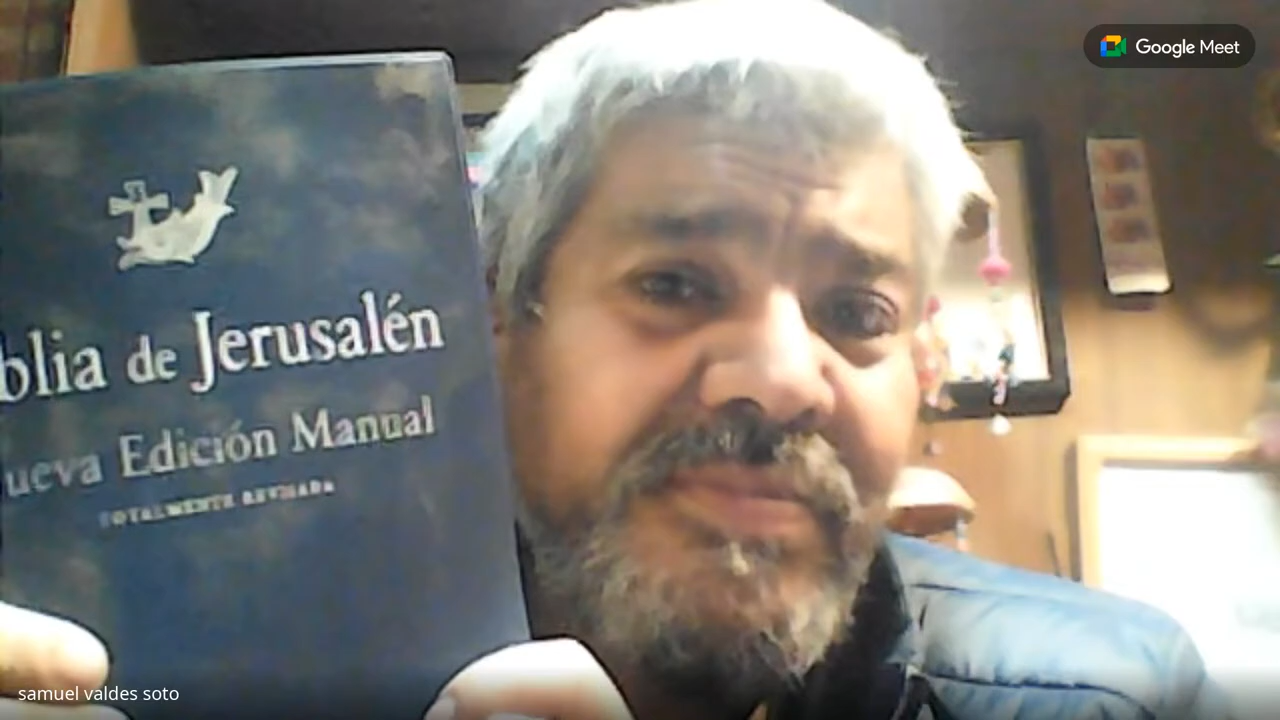 Google Meet
blia de Jerusalén
ueva Edición Manual
TOTALMENTE REVISADA
samuel valdes soto